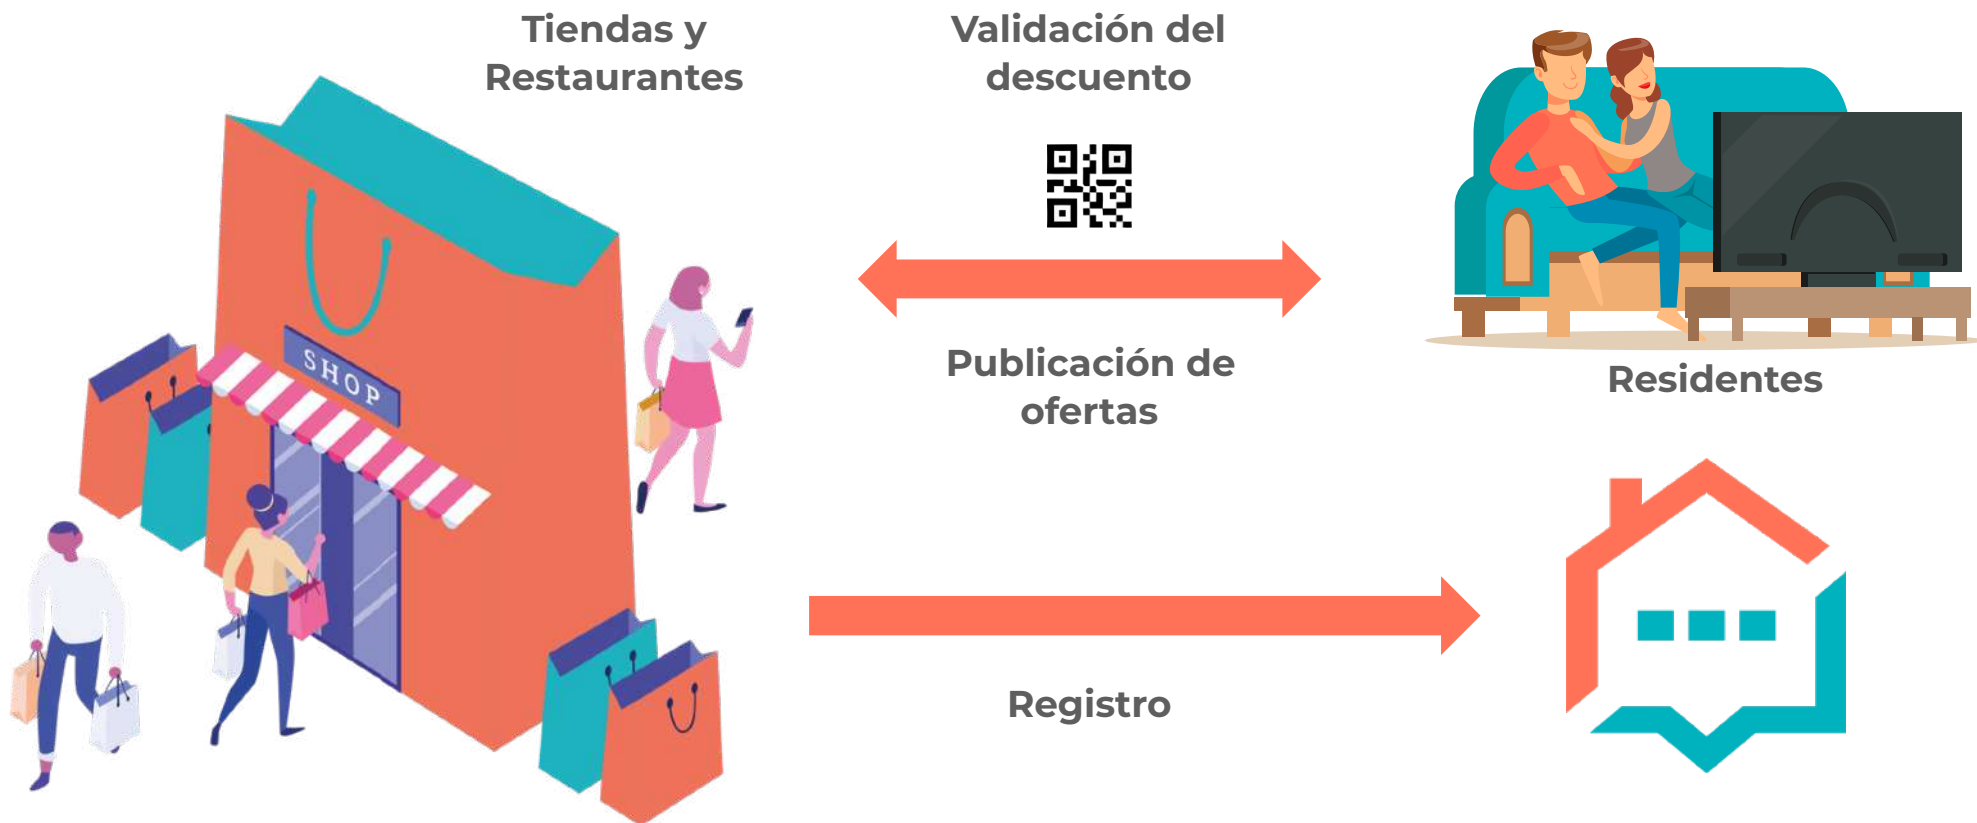 Tiendas y
Restaurantes
Validación del
descuento
SHOP
Publicación de
ofertas
Residentes
Registro